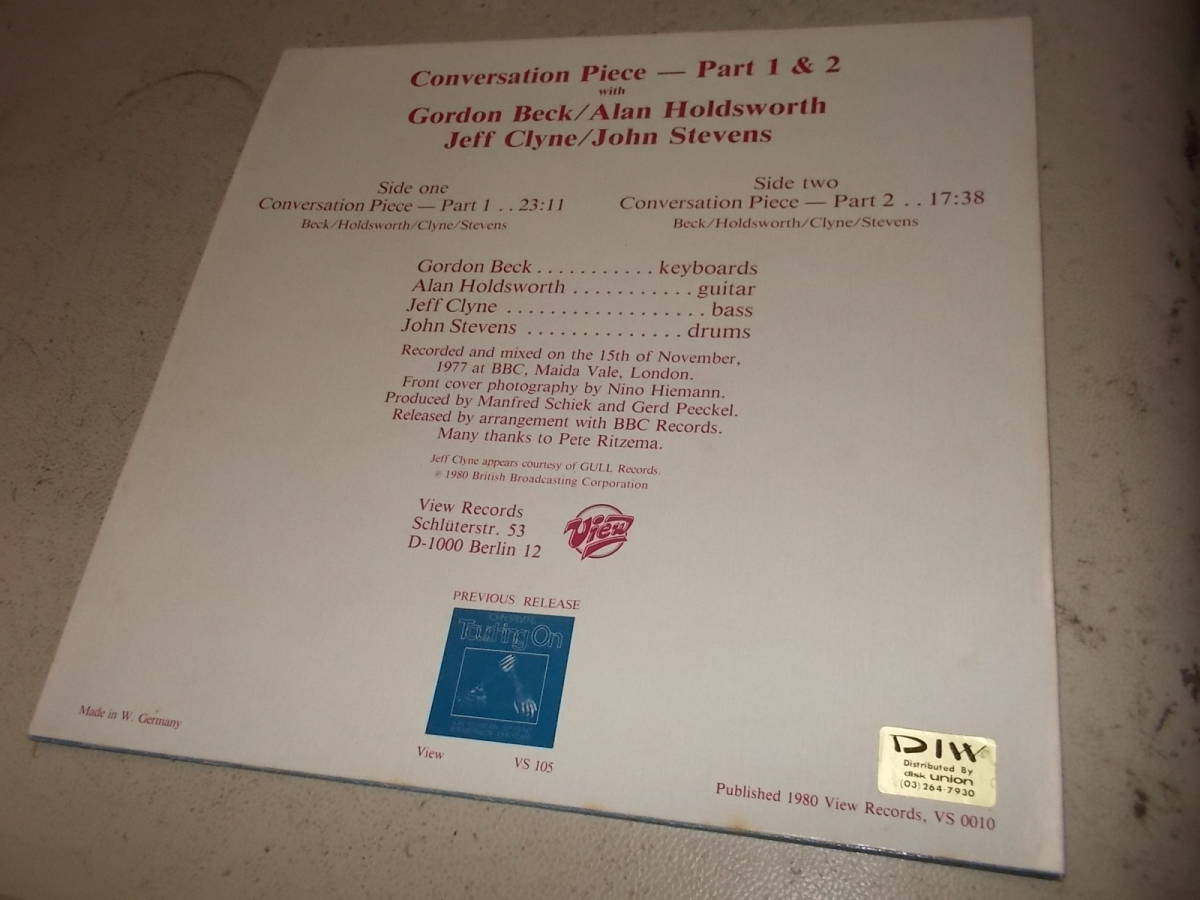 Conversation Piece — Part 1 & 2
with
Gordon Beck/Alan Holdsworth
Jeff Clyne/John Stevens
Side one
Conversation Piece — Part 1 . . 23:11
Beck/Holdsworth/Clyne/Stevens
Side two
Conversation Piece — Part 2 . . 17:38
Beck/Holdsworth/Clyne/Stevens
Gordon Beck . . . . . . . . . . . keyboards
Alan Holdsworth . . . . . . . . . . . guitar
Jeff Clyne . . . . . . . . . . . . . . . . . . bass
John Stevens . . . . . . . . . . . . . . drums
Recorded and mixed on the 15th of November,
1977 at BBC, Maida Vale, London.
Front cover photography by Nino Hiemann.
Produced by Manfred Schiek and Gerd Peeckel.
Released by arrangement with BBC Records.
Many thanks to Pete Ritzema.
Jeff Clyne appears courtesy of GULL Records.
℗ 1980 British Broadcasting Corporation
View Records
Schlüterstr. 53
D-1000 Berlin 12
View
PREVIOUS RELEASE
JOHN STEVENS
Touching On
View VS 105
Made in W. Germany
DIW
Distributed By
disk union
(03)264-7930
Published 1980 View Records, VS 0010